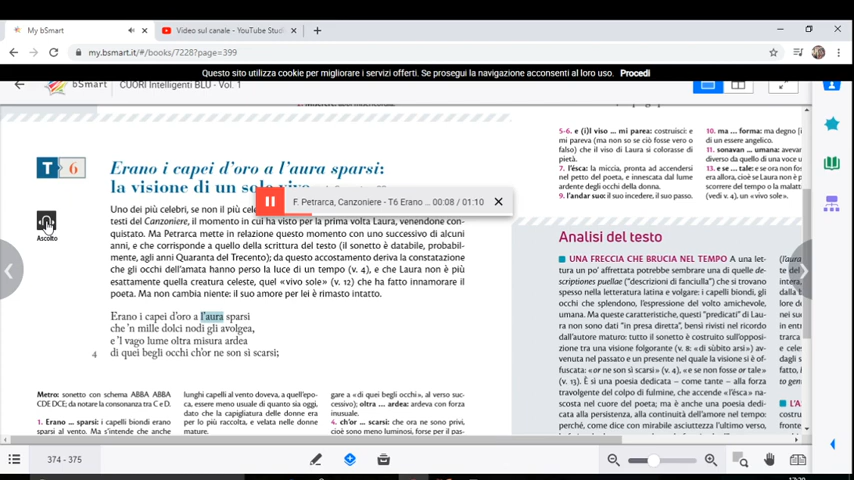 My bSmart
Video sul canale - YouTube Stud
my.bsmart.it/#/books/7228?page=399
Questo sito utilizza cookie per migliorare i servizi offerti. Se prosegui la navigazione acconsenti al loro uso. Procedi
bSmart
CUORI Intelligenti BLU - Vol. 1
T 6
Erano i capei d'oro a l'aura sparsi:
la visione di un sole vivo
F. Petrarca, Canzoniere - T6 Erano ... 00:08 / 01:10
Ascolto
Uno dei più celebri, se non il più cel
testi del Canzoniere, il momento in cui ha visto per la prima volta Laura, venendone con-
quistato. Ma Petrarca mette in relazione questo momento con uno successivo di alcuni
anni, e che corrisponde a quello della scrittura del testo (il sonetto è databile, probabil-
mente, agli anni Quaranta del Trecento); da questo accostamento deriva la constatazione
che gli occhi dell'amata hanno perso la luce di un tempo (v. 4), e che Laura non è più
esattamente quella creatura celeste, quel «vivo sole» (v. 12) che ha fatto innamorare il
poeta. Ma non cambia niente: il suo amore per lei è rimasto intatto.
Erano i capei d'oro a l'aura sparsi
che 'n mille dolci nodi gli avolgea,
e 'l vago lume oltra misura ardea
4 di quei begli occhi ch'or ne son sì scarsi;
Metro: sonetto con schema ABBA ABBA
CDE DCE; da notare la consonanza tra C e D.
1. Erano ... sparsi: i capelli biondi erano
sparsi al vento. Ma s'intende che anche
lunghi capelli al vento doveva, a quell'epo-
ca, essere meno usuale di quanto sia oggi,
dato che la capigliatura delle donne era
per lo più raccolta, e velata nelle donne
mature.
gare a «di quei begli occhi», al verso suc-
cessivo); oltra ... ardea: ardeva con forza
inusuale.
4. ch'or ... scarsi: che ora ne sono privi,
cioè sono meno luminosi, forse per il pas-
5-6. e (i)l viso ... mi parea: costruisci: e
mi pareva (ma non so se ciò fosse vero o
falso) che il viso di Laura si colorasse di
pietà.
7. l'ésca: la miccia, pronta ad accendersi
nel petto del poeta, e innescata dal lume
ardente degli occhi della donna.
9. l'andar suo: il suo incedere, il suo passo.
10. ma ... forma: ma degno [
di un essere angelico.
11. sonavan ... umana: avevar
diverso da quello di una voce u
13. e se ... tale: se ora non è
fosse allora, cioè se Laura non è p
scorrere del tempo o la malatt
(v. 4), un «vivo sole».
Analisi del testo
UNA FRECCIA CHE BRUCIA NEL TEMPO A una let-
tura un po' affrettata potrebbe sembrare una di quelle de-
scriptiones puellae ("descrizioni di fanciulla") che si trovano
spesso nella letteratura latina e volgare: i capelli biondi, gli
occhi che splendono, l'espressione del volto amichevole,
umana. Ma queste caratteristiche, questi "predicati" di Lau-
ra non sono dati "in presa diretta", bensì rivisti nel ricordo
dall'autore maturo: tutto il sonetto è costruito sull'opposi-
zione tra una visione folgorante (v. 8: «di sùbito arsi») av-
venuta nel passato e un presente nel quale la visione si è of-
fuscata: «or ne son sì scarsi» (v. 4), «e se non fosse or tale»
(v. 13). È sì una poesia dedicata – come tante – alla forza
travolgente del colpo di fulmine, che accende «l'ésca» na-
scosta nel cuore del poeta; ma è anche una poesia dedi-
cata alla persistenza, alla continuità dell'amore nel tempo:
perché, come dice con mirabile asciuttezza l'ultimo verso,
374 - 375